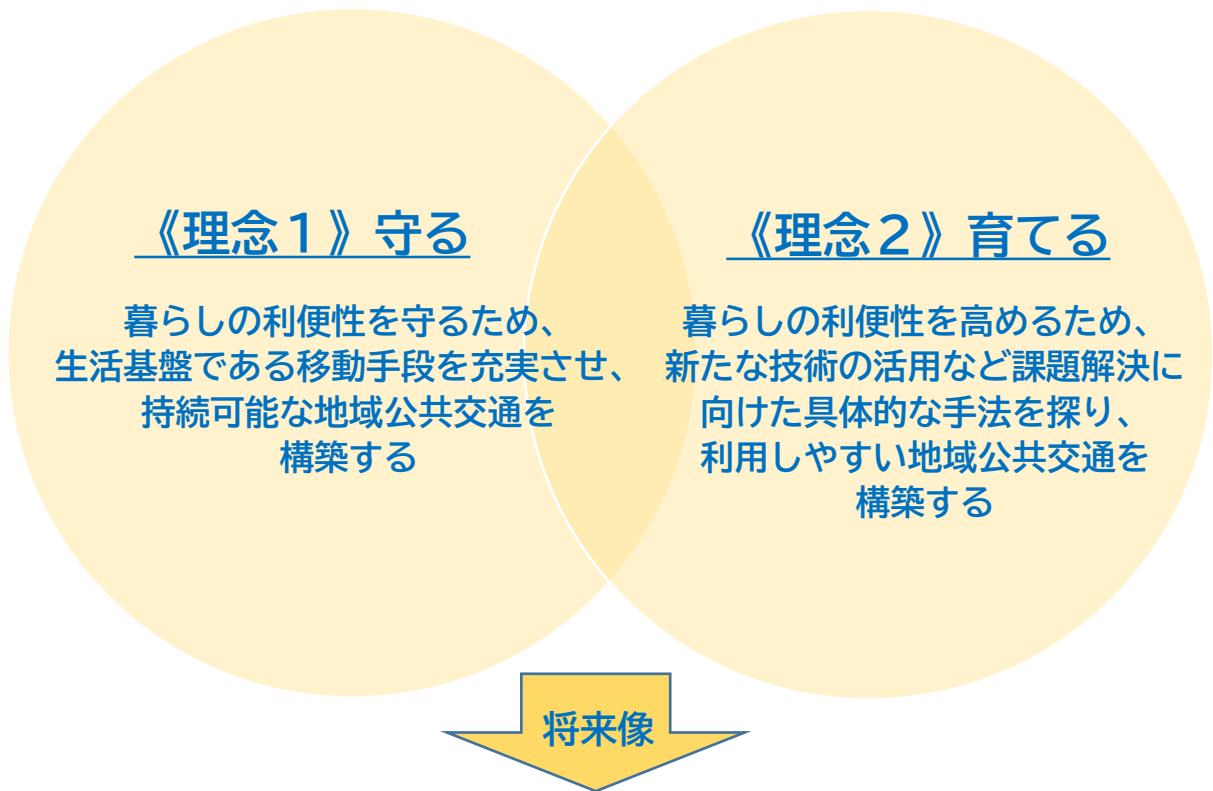 《理念１》守る
暮らしの利便性を守るため、
生活基盤である移動手段を充実させ、
持続可能な地域公共交通を
構築する
《理念２》育てる
暮らしの利便性を高めるため、
新たな技術の活用など課題解決に
向けた具体的な手法を探り、
利用しやすい地域公共交通を
構築する
将来像